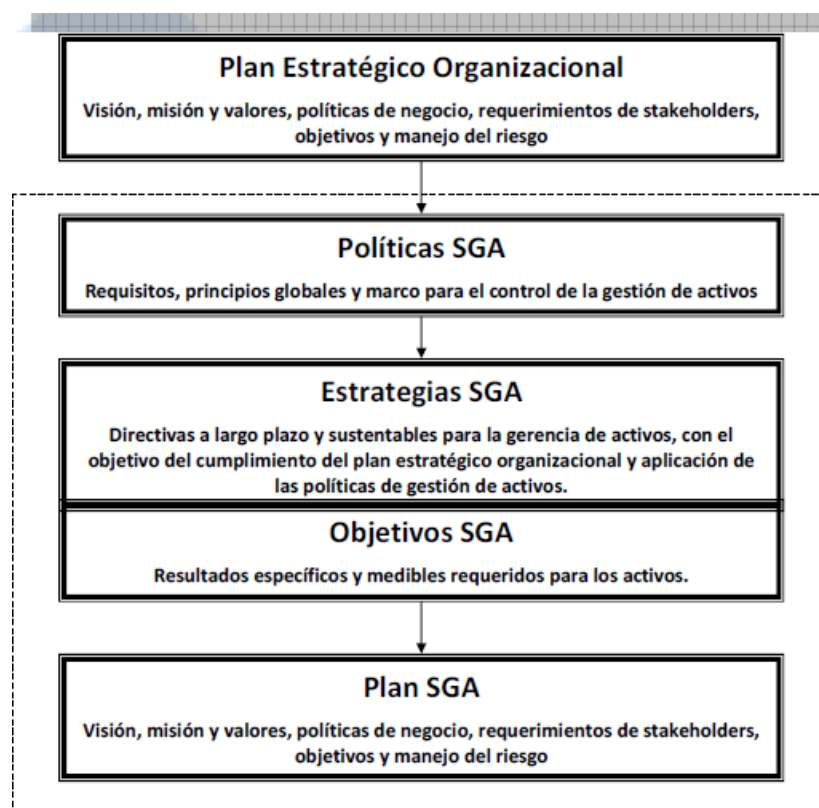 Plan Estratégico Organizacional
Visión, misión y valores, políticas de negocio, requerimientos de stakeholders,
objetivos y manejo del riesgo
Políticas SGA
Requisitos, principios globales y marco para el control de la gestión de activos
Estrategias SGA
Directivas a largo plazo y sustentables para la gerencia de activos, con el
objetivo del cumplimiento del plan estratégico organizacional y aplicación de
las políticas de gestión de activos.
Objetivos SGA
Resultados específicos y medibles requeridos para los activos.
Plan SGA
Visión, misión y valores, políticas de negocio, requerimientos de stakeholders,
objetivos y manejo del riesgo